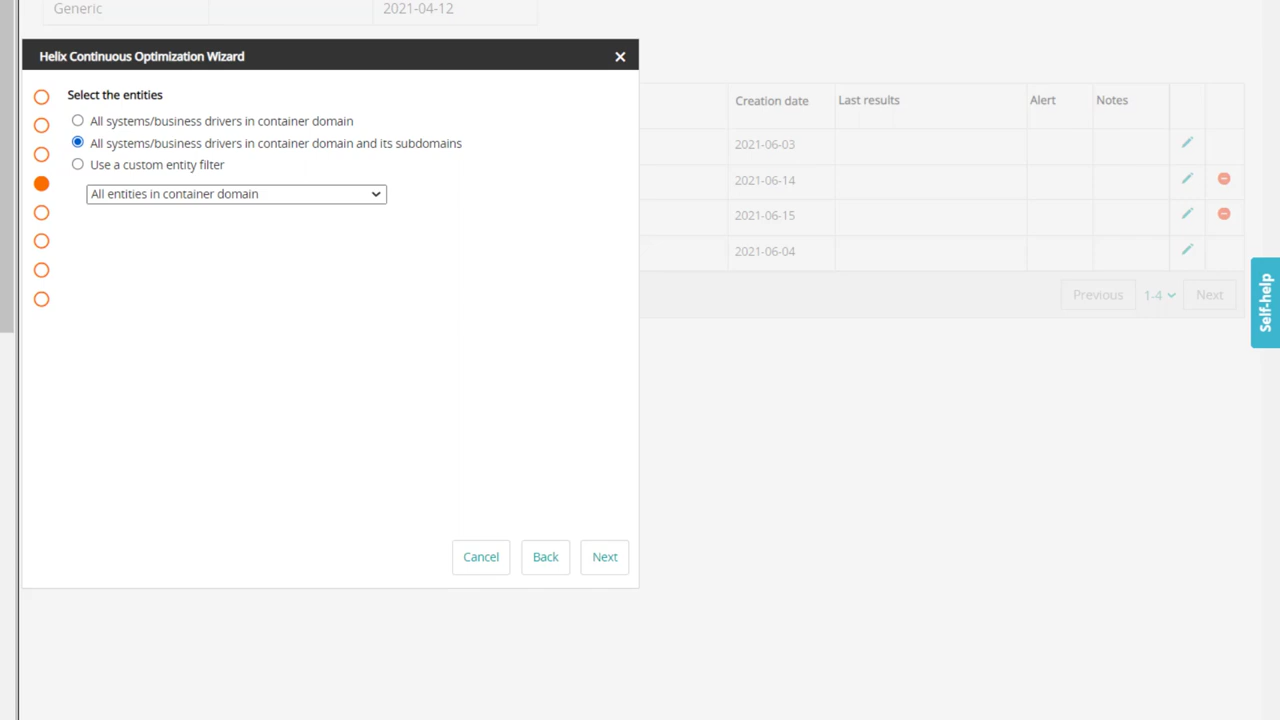 Generic 2021-04-12
Helix Continuous Optimization Wizard
Select the entities
All systems/business drivers in container domain
All systems/business drivers in container domain and its subdomains
Use a custom entity filter
All entities in container domain
Cancel Back Next
Creation date Last results Alert Notes
2021-06-03
2021-06-14
2021-06-15
2021-06-04
Previous 1-4 Next
Self-help